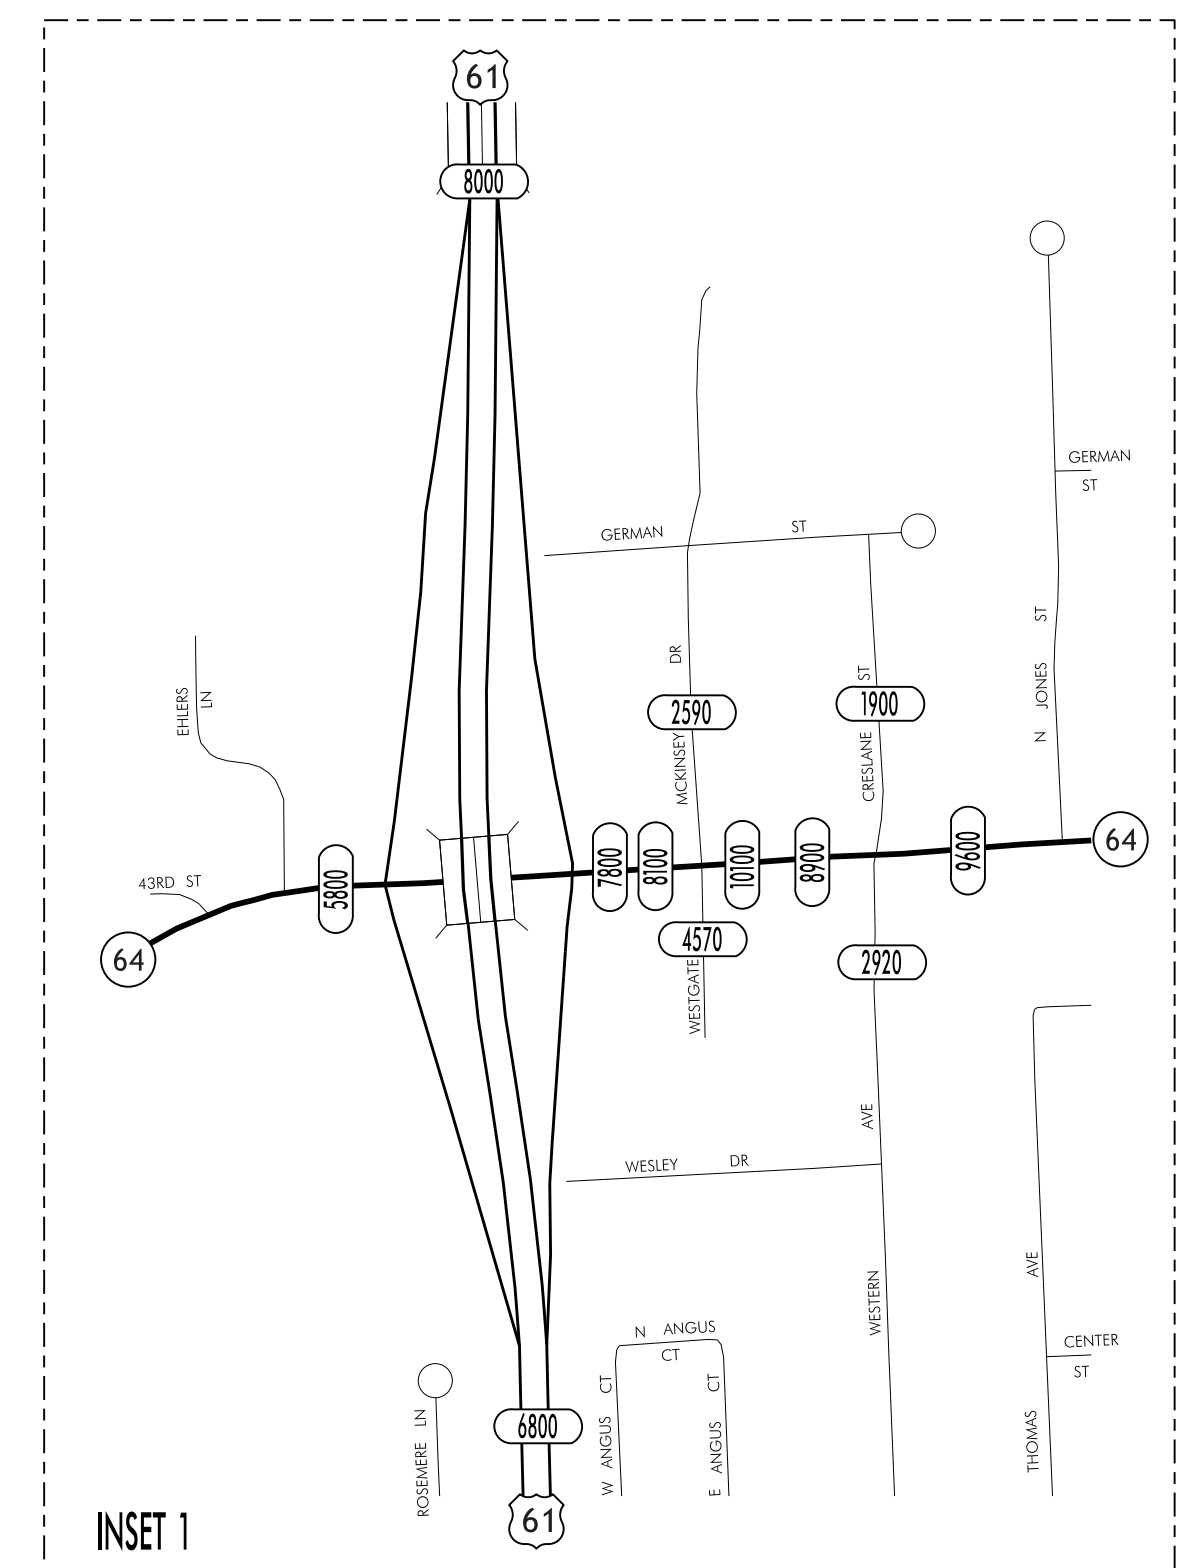 61
8000
GERMAN
ST
GERMAN ST
N JONES ST
MCKINSEY DR
2590
CRESLANE ST
1900
EHLERS
LN
43RD ST
64
5800
7800
8100
10100
8900
9600
64
4570
WESTGATE
2920
WESTERN AVE
WESLEY DR
THOMAS AVE
CENTER
ST
N ANGUS
CT
W ANGUS CT
E ANGUS CT
ROSEMERE LN
6800
61
INSET 1